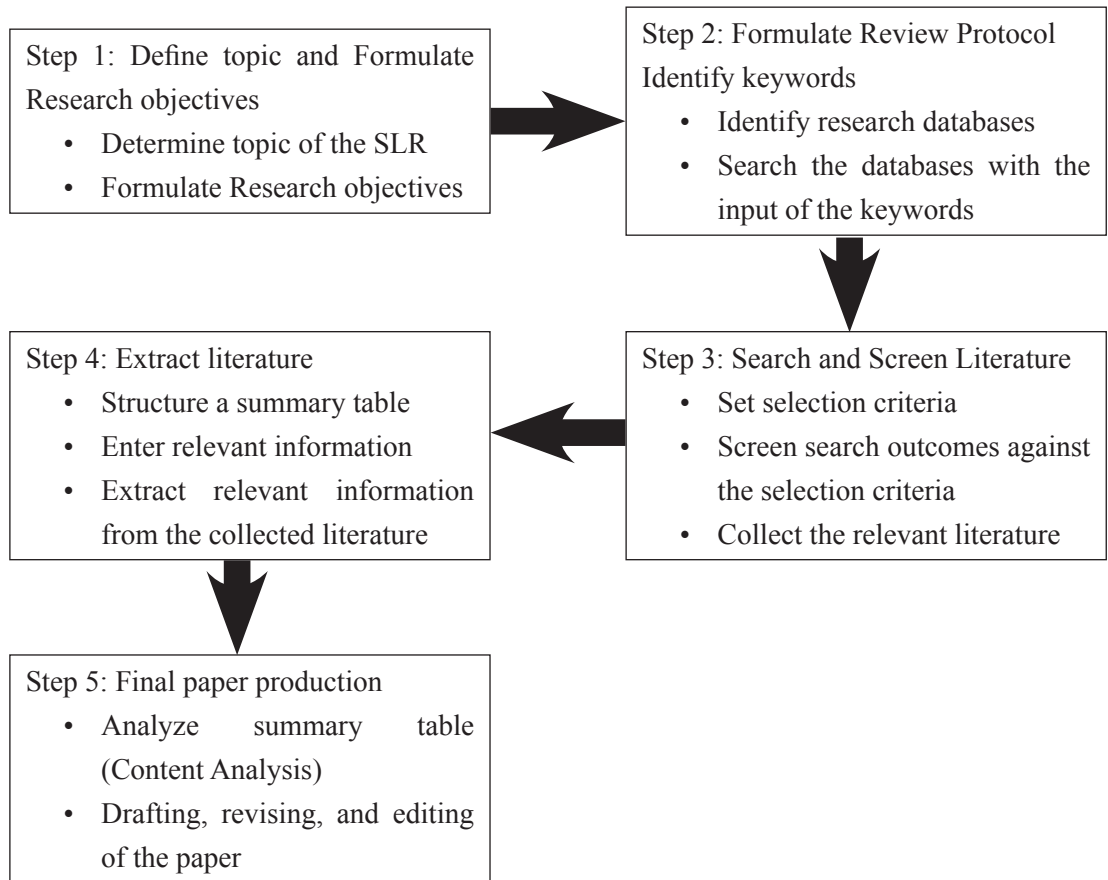 Step 1: Define topic and Formulate
Research objectives
• Determine topic of the SLR
• Formulate Research objectives
Step 2: Formulate Review Protocol
Identify keywords
• Identify research databases
• Search the databases with the
input of the keywords
Step 3: Search and Screen Literature
• Set selection criteria
• Screen search outcomes against
the selection criteria
• Collect the relevant literature
Step 4: Extract literature
• Structure a summary table
• Enter relevant information
• Extract relevant information
from the collected literature
Step 5: Final paper production
• Analyze summary table
(Content Analysis)
• Drafting, revising, and editing
of the paper